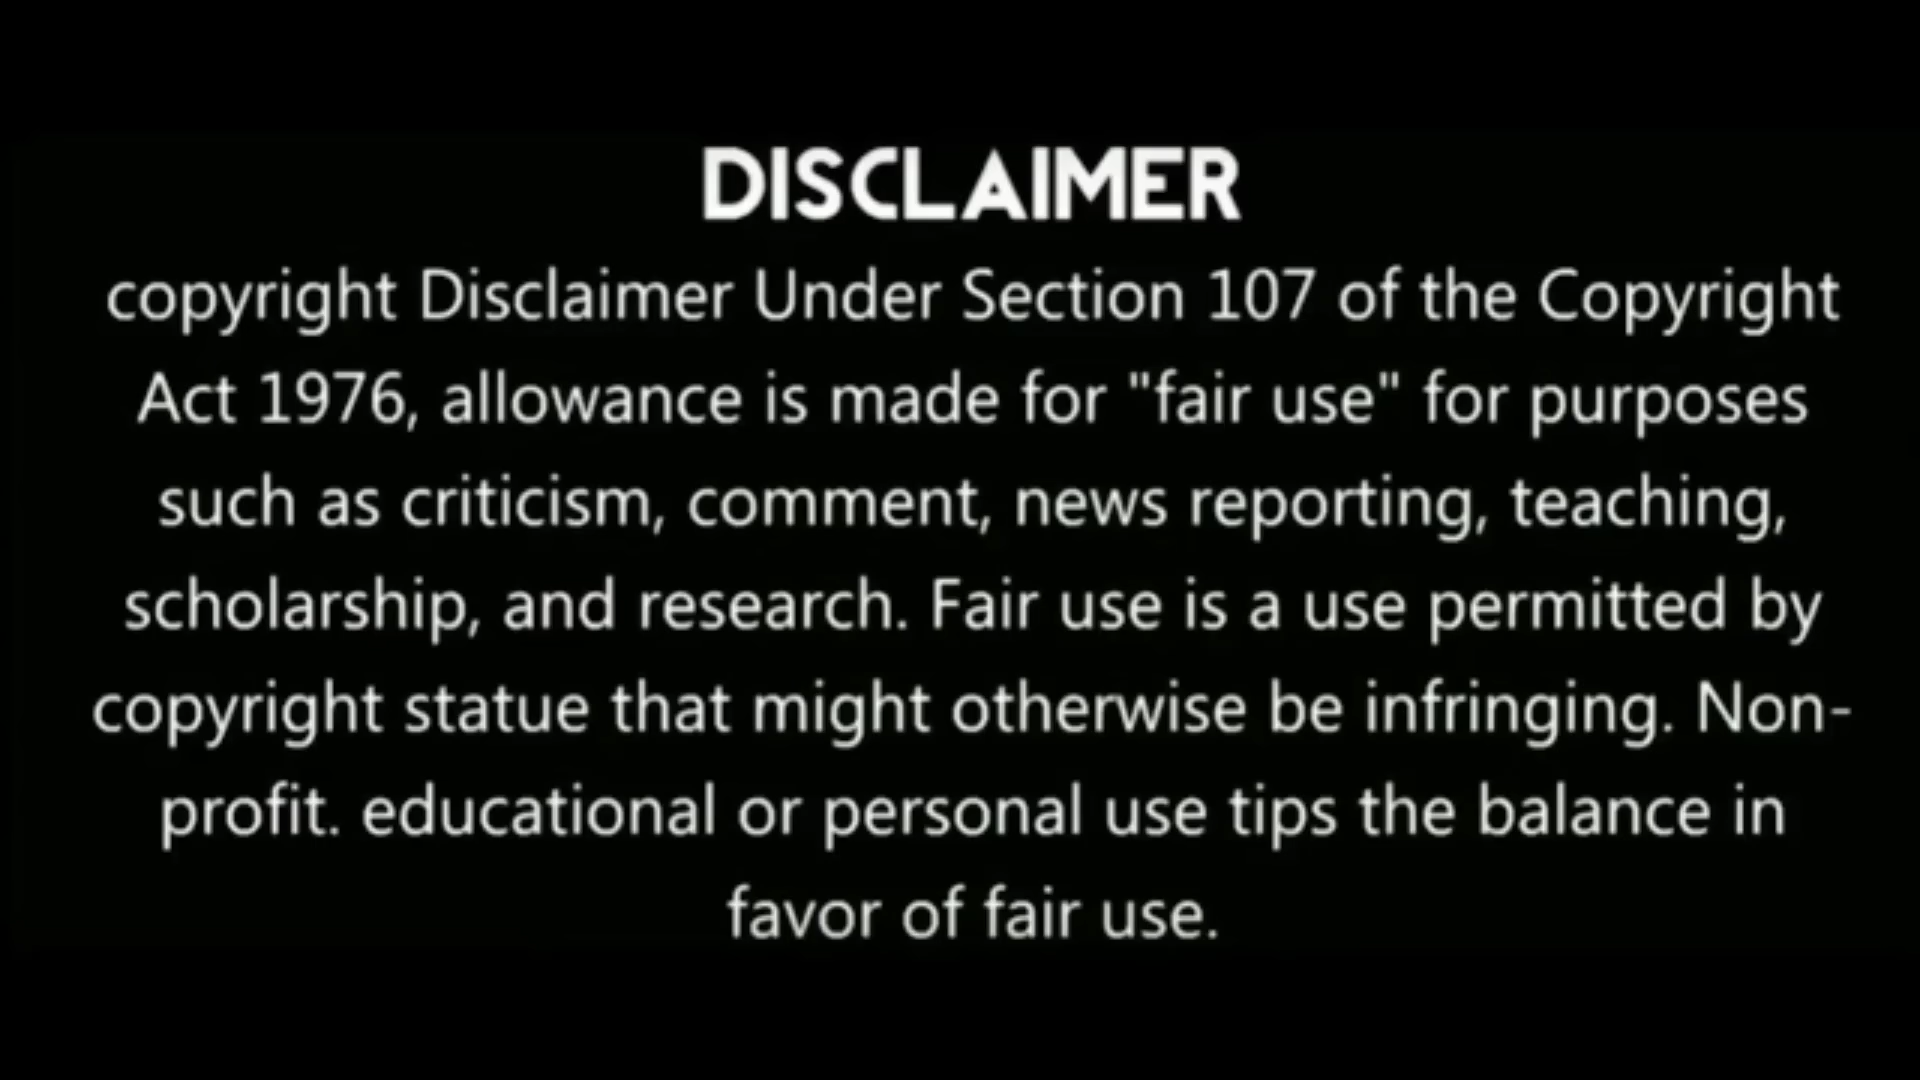 DISCLAIMER
copyright Disclaimer Under Section 107 of the Copyright
Act 1976, allowance is made for "fair use" for purposes
such as criticism, comment, news reporting, teaching,
scholarship, and research. Fair use is a use permitted by
copyright statue that might otherwise be infringing. Non-
profit. educational or personal use tips the balance in
favor of fair use.